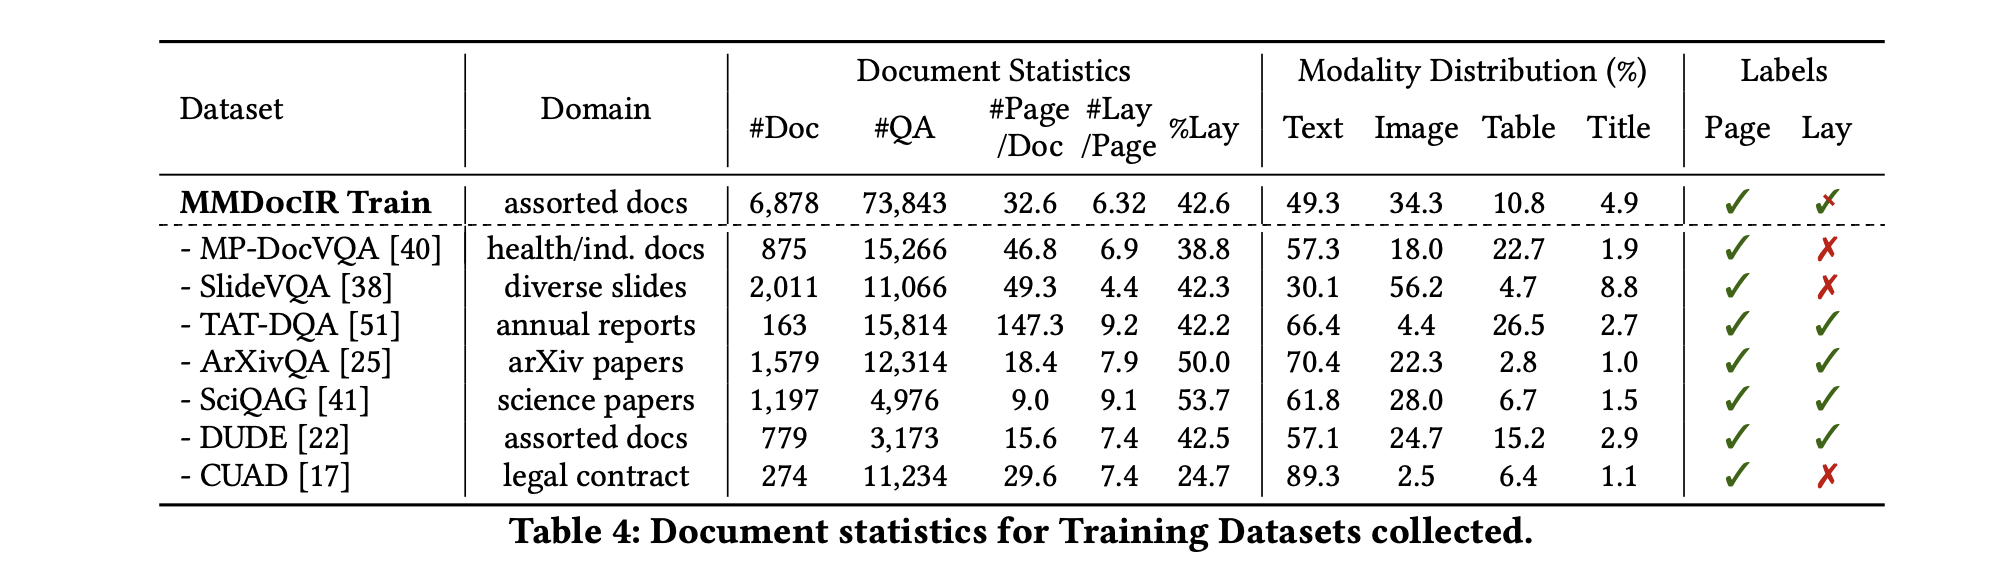 Dataset Domain Document Statistics Modality Distribution (%) Labels
#Doc #QA #Page/Doc #Lay/Page %Lay Text Image Table Title Page Lay
MMDocIR Train assorted docs 6,878 73,843 32.6 6.32 42.6 49.3 34.3 10.8 4.9 ✓ ✓✗
- MP-DocVQA [40] health/ind. docs 875 15,266 46.8 6.9 38.8 57.3 18.0 22.7 1.9 ✓ ✗
- SlideVQA [38] diverse slides 2,011 11,066 49.3 4.4 42.3 30.1 56.2 4.7 8.8 ✓ ✗
- TAT-DQA [51] annual reports 163 15,814 147.3 9.2 42.2 66.4 4.4 26.5 2.7 ✓ ✓
- ArXivQA [25] arXiv papers 1,579 12,314 18.4 7.9 50.0 70.4 22.3 2.8 1.0 ✓ ✓
- SciQAG [41] science papers 1,197 4,976 9.0 9.1 53.7 61.8 28.0 6.7 1.5 ✓ ✓
- DUDE [22] assorted docs 779 3,173 15.6 7.4 42.5 57.1 24.7 15.2 2.9 ✓ ✓
- CUAD [17] legal contract 274 11,234 29.6 7.4 24.7 89.3 2.5 6.4 1.1 ✓ ✗
Table 4: Document statistics for Training Datasets collected.